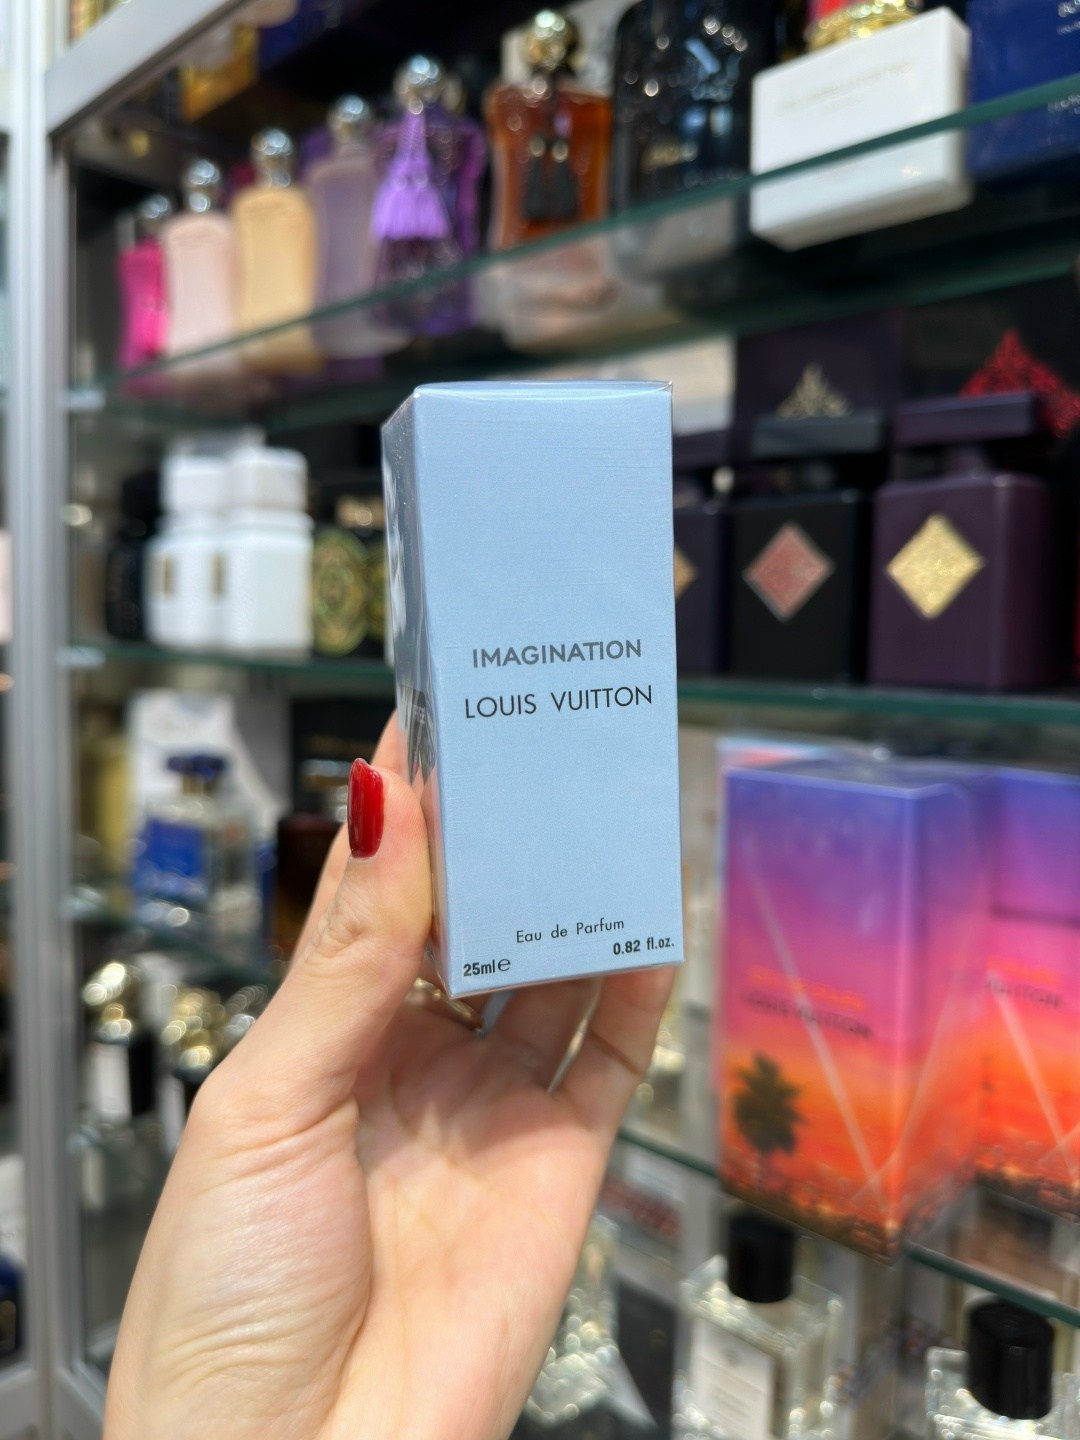 IMAGINATION
LOUIS VUITTON
Eau de Parfum
25ml℮
0.82 fl.oz.
LOUIS VUITTON